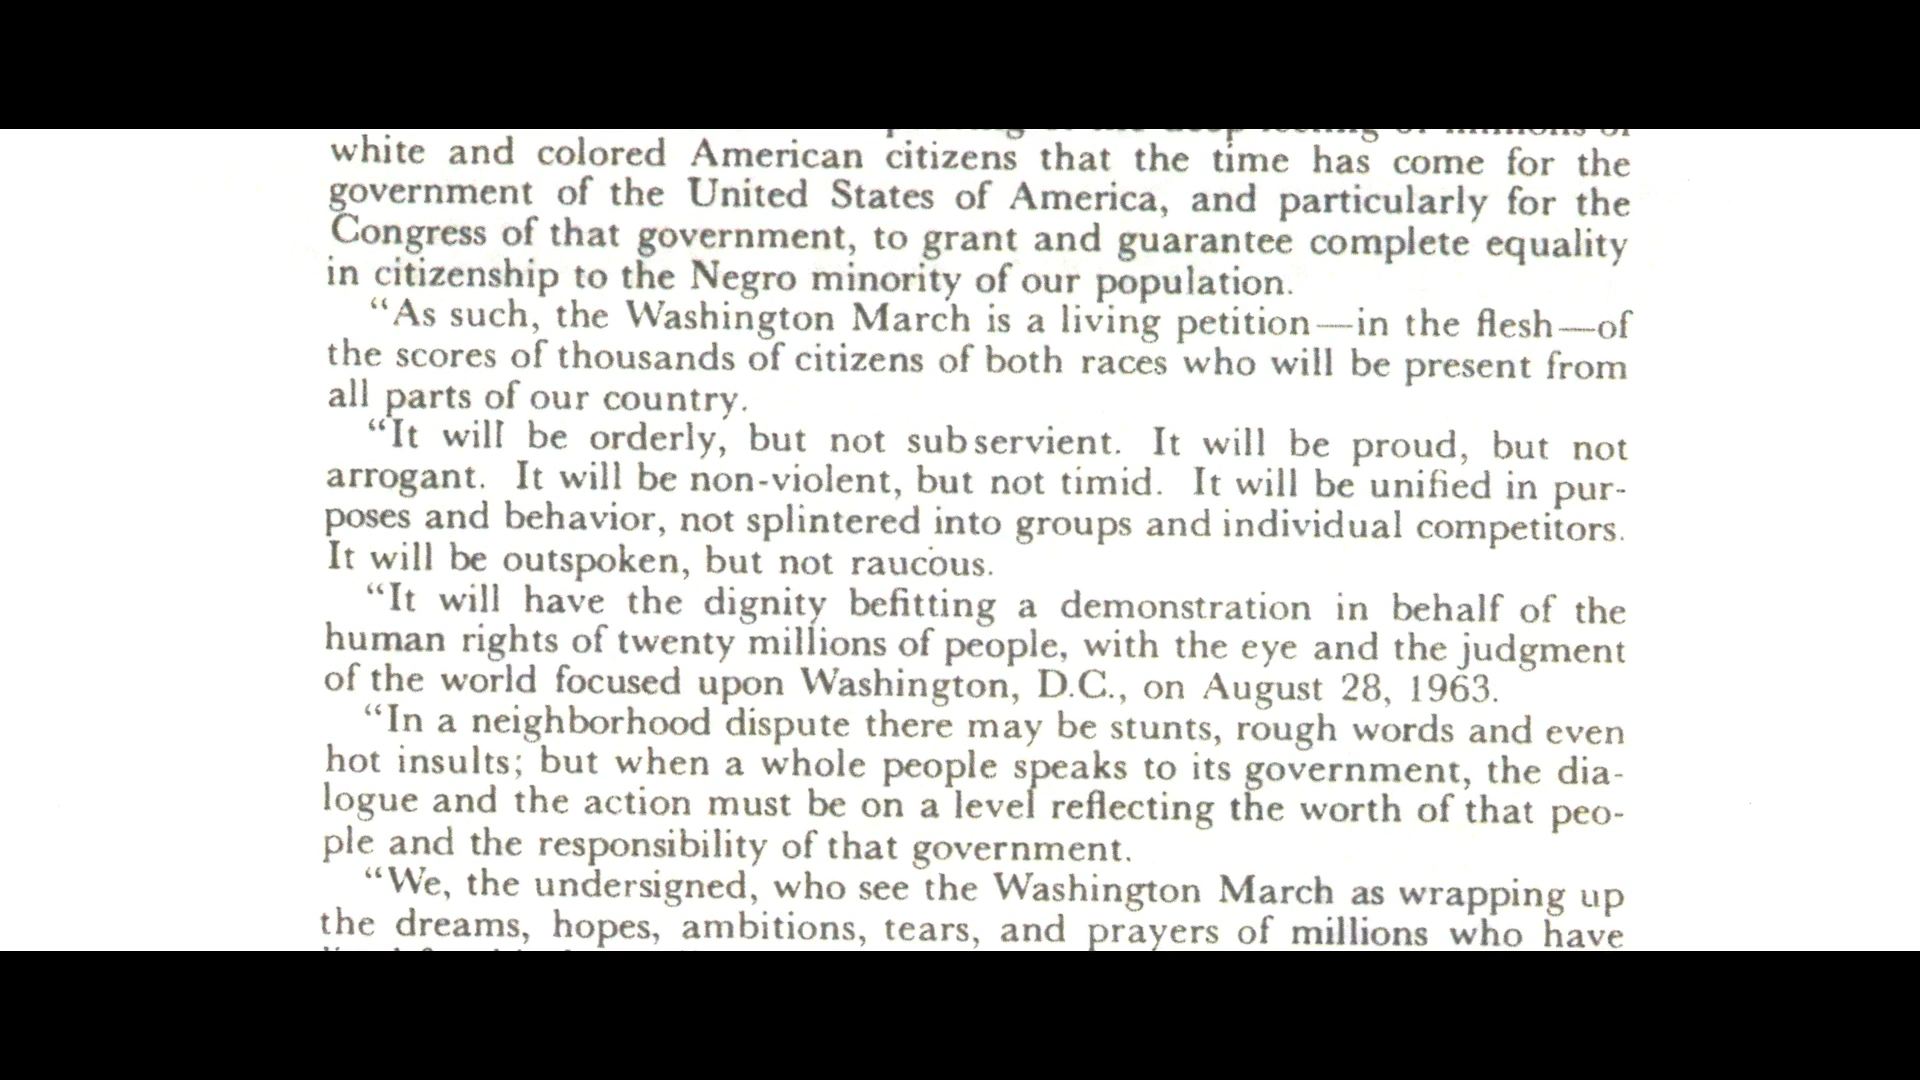 white and colored American citizens that the time has come for the
government of the United States of America, and particularly for the
Congress of that government, to grant and guarantee complete equality
in citizenship to the Negro minority of our population.
“As such, the Washington March is a living petition—in the flesh—of
the scores of thousands of citizens of both races who will be present from
all parts of our country.
“It will be orderly, but not subservient. It will be proud, but not
arrogant. It will be non-violent, but not timid. It will be unified in pur-
poses and behavior, not splintered into groups and individual competitors.
It will be outspoken, but not raucous.
“It will have the dignity befitting a demonstration in behalf of the
human rights of twenty millions of people, with the eye and the judgment
of the world focused upon Washington, D.C., on August 28, 1963.
“In a neighborhood dispute there may be stunts, rough words and even
hot insults; but when a whole people speaks to its government, the dia-
logue and the action must be on a level reflecting the worth of that peo-
ple and the responsibility of that government.
“We, the undersigned, who see the Washington March as wrapping up
the dreams, hopes, ambitions, tears, and prayers of millions who have